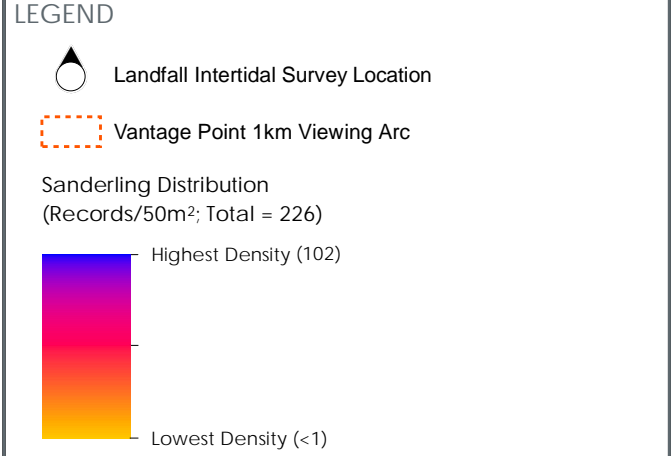 LEGEND
Landfall Intertidal Survey Location
Vantage Point 1km Viewing Arc
Sanderling Distribution
(Records/50m²; Total = 226)
Highest Density (102)
Lowest Density (<1)